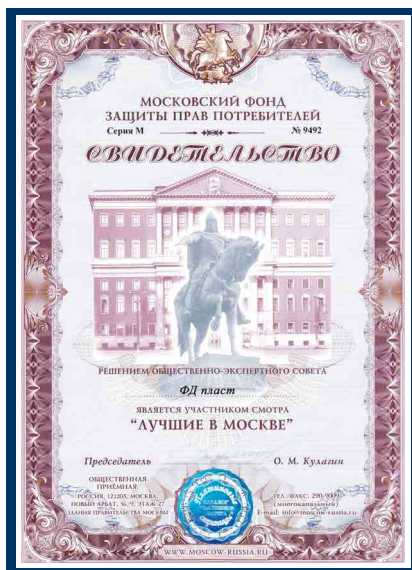 МОСКОВСКИЙ ФОНД
ЗАЩИТЫ ПРАВ ПОТРЕБИТЕЛЕЙ
Серия М № 9492
СВИДЕТЕЛЬСТВО
РЕШЕНИЕМ ОБЩЕСТВЕННО-ЭКСПЕРТНОГО СОВЕТА
ФД пласт
ЯВЛЯЕТСЯ УЧАСТНИКОМ СМОТРА
“ЛУЧШИЕ В МОСКВЕ”
Председатель О. М. Кулагин
ОБЩЕСТВЕННАЯ
ПРИЁМНАЯ:
РОССИЯ, 121205, МОСКВА,
НОВЫЙ АРБАТ, 36/9, ЭТАЖ 27
ЗДАНИЯ ПРАВИТЕЛЬСТВА МОСКВЫ
ТЕЛ./ФАКС: 290-9009
(многоканальный)
E-mail: info@moscow-russia.ru
WWW.MOSCOW-RUSSIA.RU